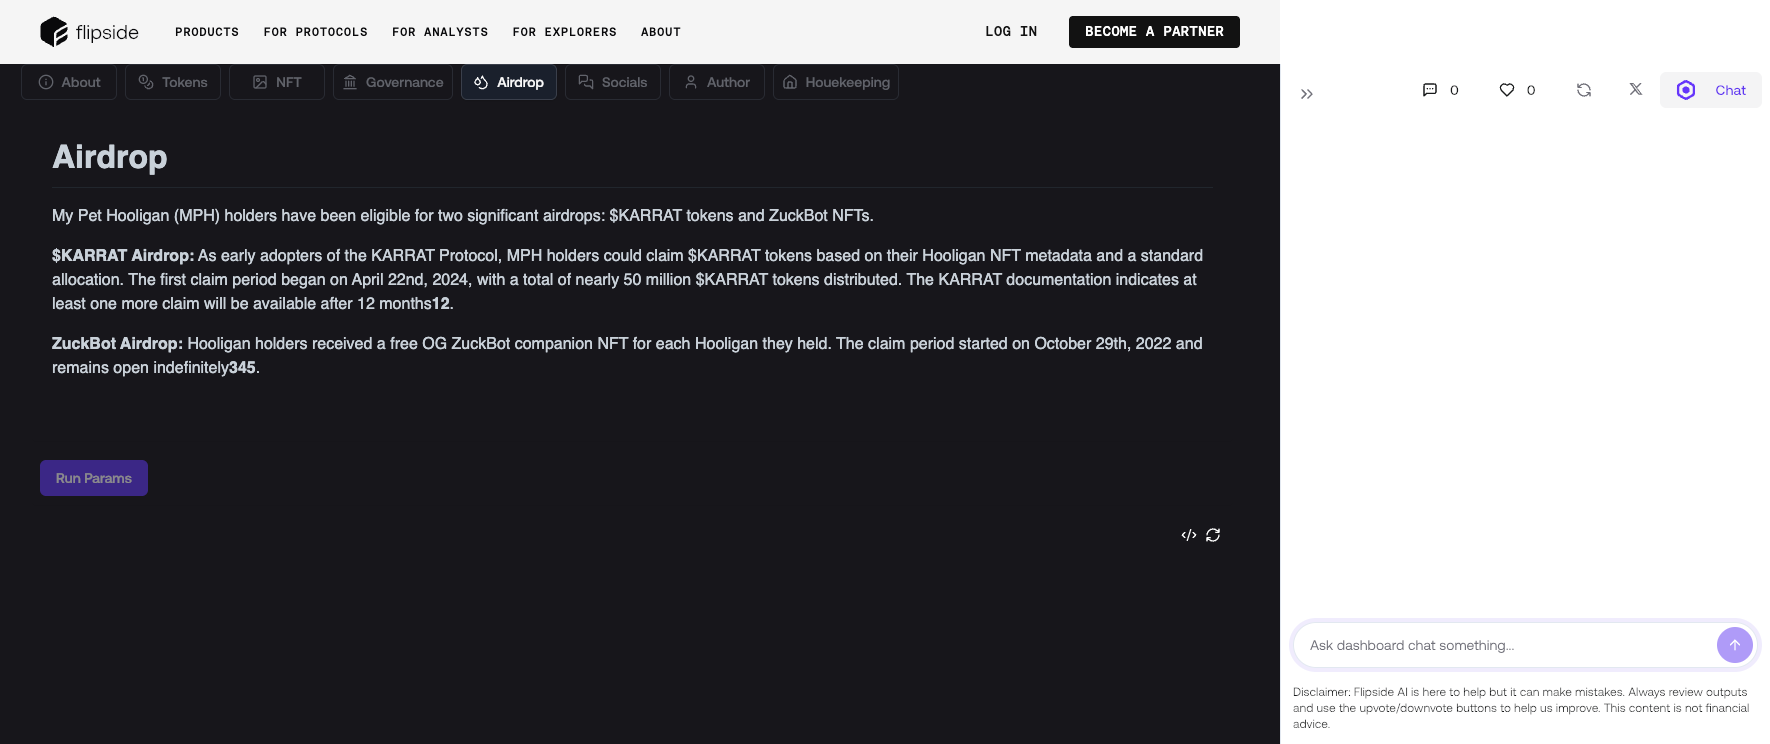 flipside
PRODUCTS FOR PROTOCOLS FOR ANALYSTS FOR EXPLORERS ABOUT
LOG IN BECOME A PARTNER
About Tokens NFT Governance Airdrop Socials Author Houekeeping
0 0 Chat
Airdrop
My Pet Hooligan (MPH) holders have been eligible for two significant airdrops: $KARRAT tokens and ZuckBot NFTs.
$KARRAT Airdrop: As early adopters of the KARRAT Protocol, MPH holders could claim $KARRAT tokens based on their Hooligan NFT metadata and a standard
allocation. The first claim period began on April 22nd, 2024, with a total of nearly 50 million $KARRAT tokens distributed. The KARRAT documentation indicates at
least one more claim will be available after 12 months12.
ZuckBot Airdrop: Hooligan holders received a free OG ZuckBot companion NFT for each Hooligan they held. The claim period started on October 29th, 2022 and
remains open indefinitely345.
Run Params
Ask dashboard chat something...
Disclaimer: Flipside AI is here to help but it can make mistakes. Always review outputs
and use the upvote/downvote buttons to help us improve. This content is not financial
advice.